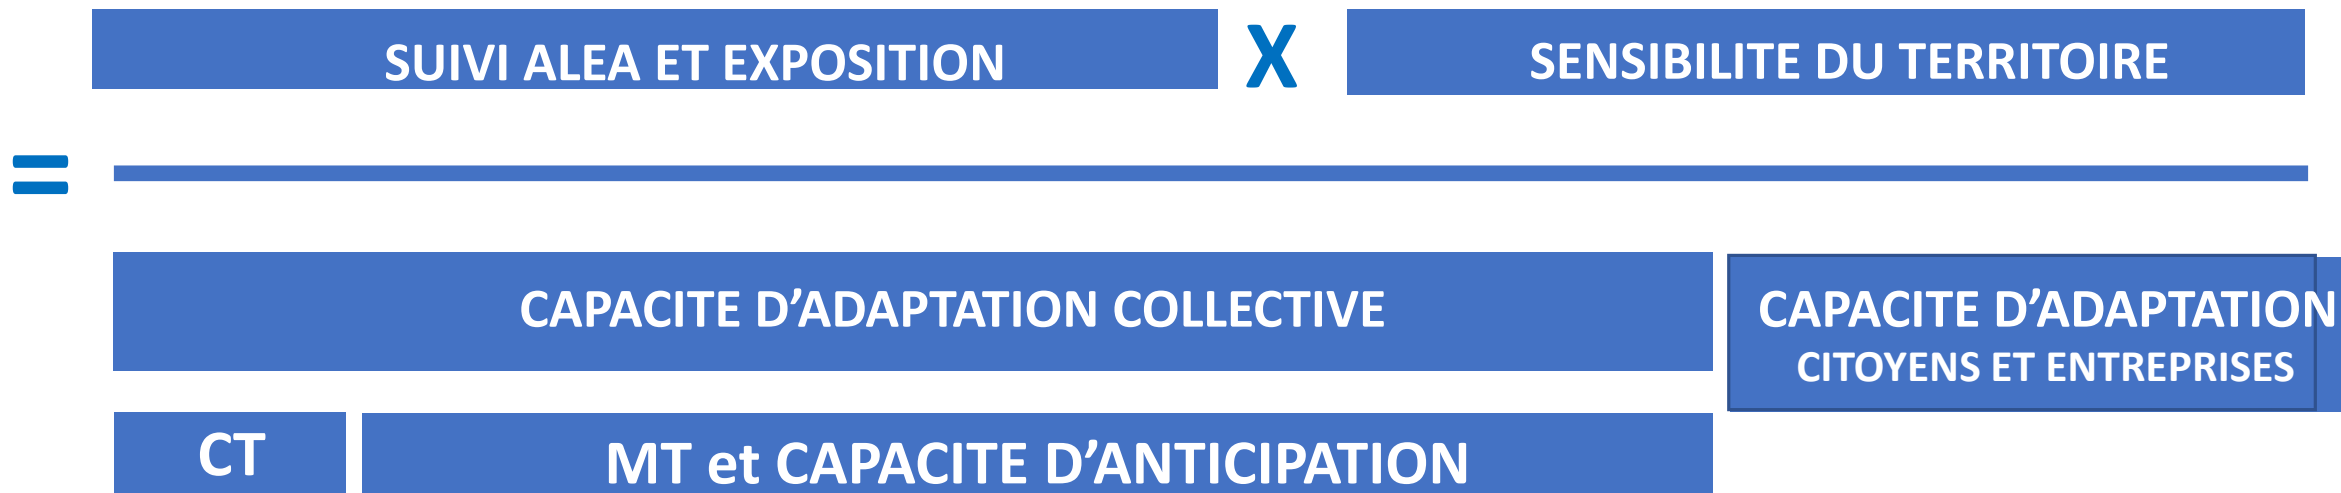 SUIVI ALEA ET EXPOSITION X SENSIBILITE DU TERRITOIRE
=
CAPACITE D’ADAPTATION COLLECTIVE
CAPACITE D’ADAPTATION
CITOYENS ET ENTREPRISES
CT
MT et CAPACITE D’ANTICIPATION